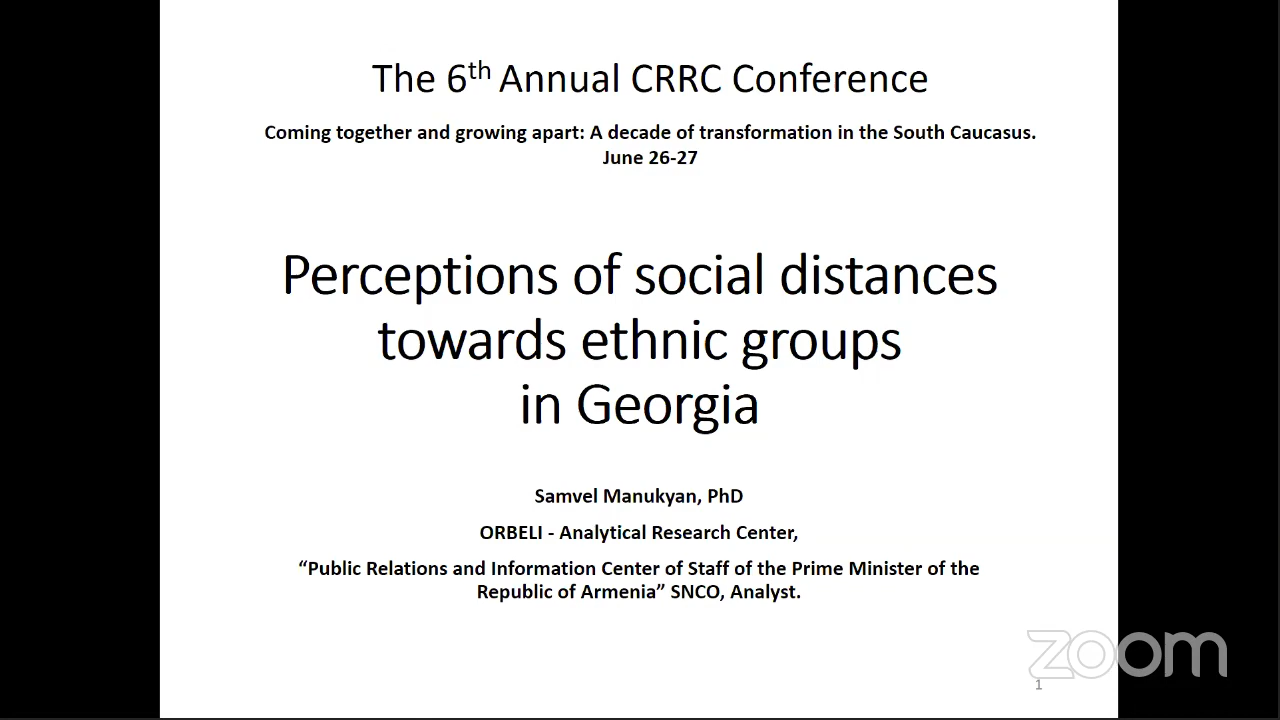 The 6th Annual CRRC Conference
Coming together and growing apart: A decade of transformation in the South Caucasus.
June 26-27
Perceptions of social distances
towards ethnic groups
in Georgia
Samvel Manukyan, PhD
ORBELI - Analytical Research Center,
“Public Relations and Information Center of Staff of the Prime Minister of the
Republic of Armenia” SNCO, Analyst.
zoom
1